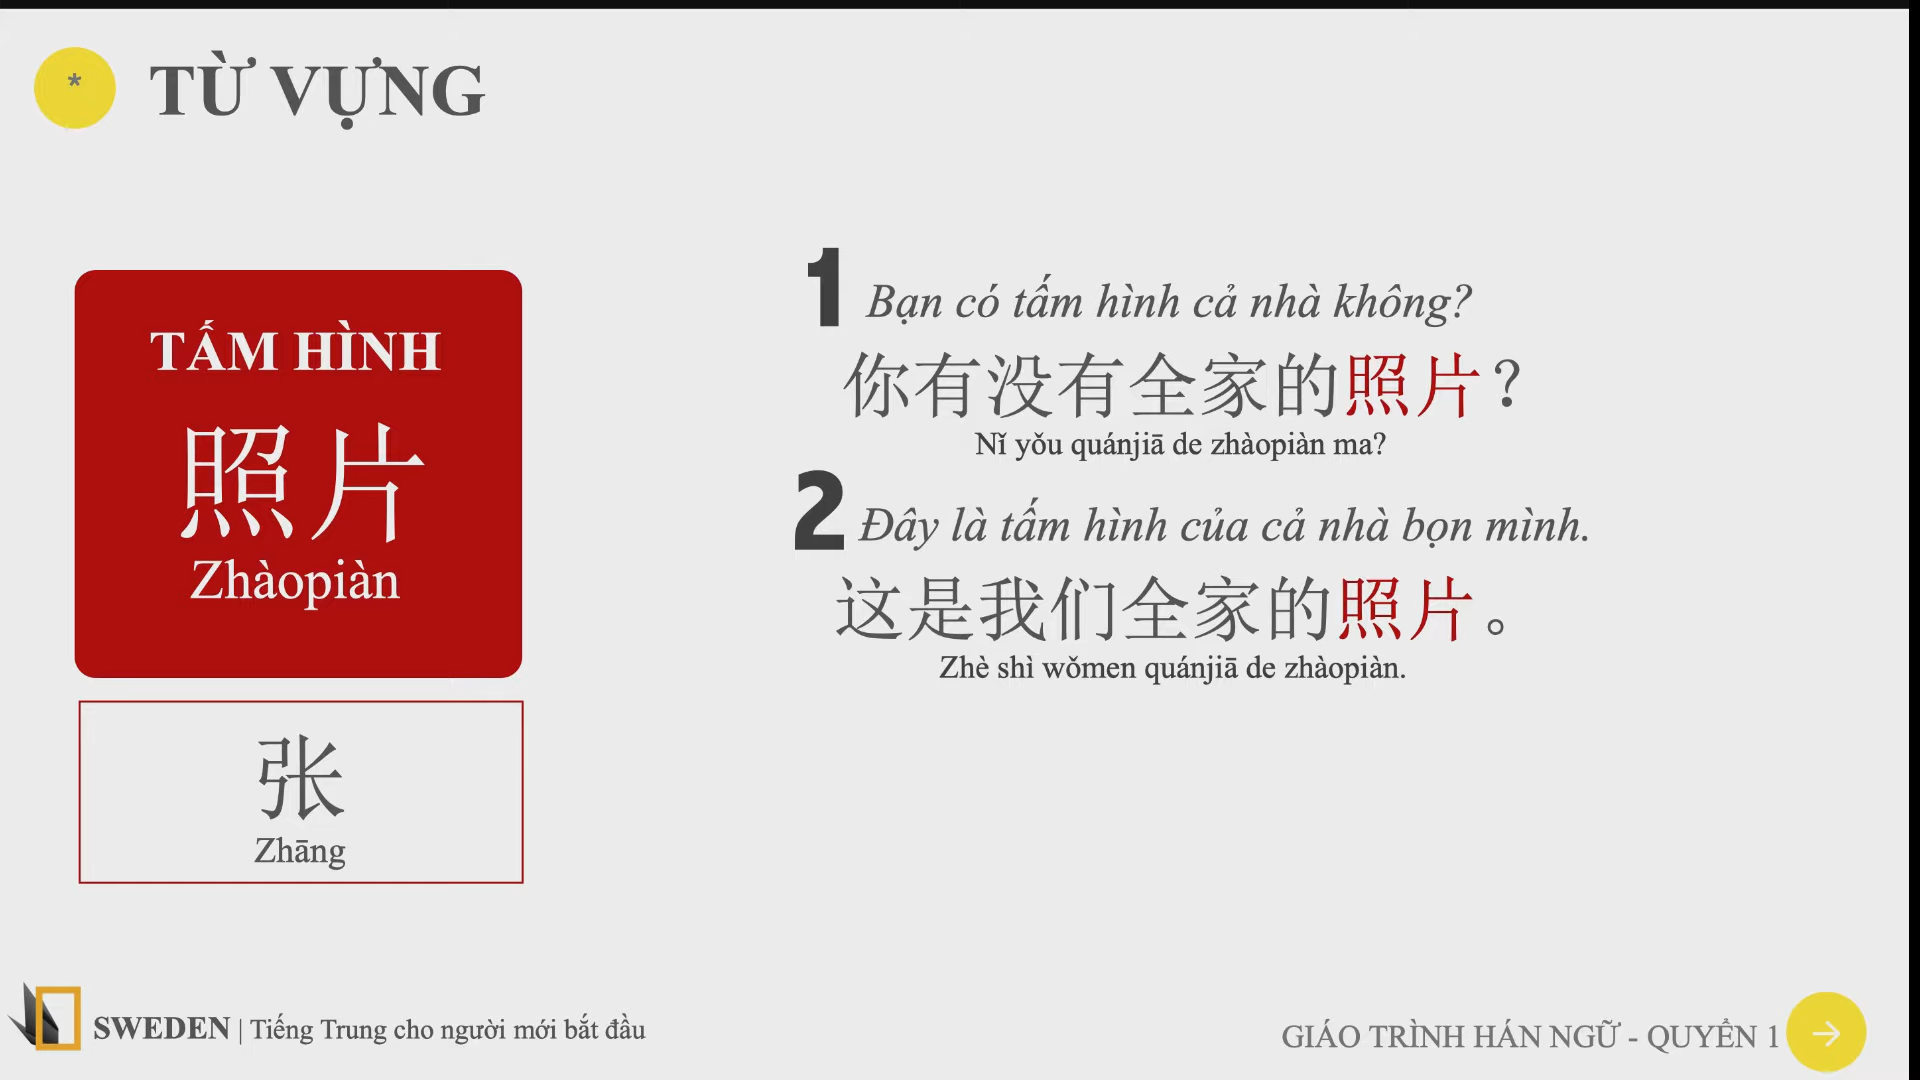 *
TỪ VỰNG
TẤM HÌNH
照片
Zhàopiàn
张
Zhāng
1 Bạn có tấm hình cả nhà không?
你有没有全家的照片?
Nǐ yǒu quánjiā de zhàopiàn ma?
2 Đây là tấm hình của cả nhà bọn mình.
这是我们全家的照片。
Zhè shì wǒmen quánjiā de zhàopiàn.
SWEDEN | Tiếng Trung cho người mới bắt đầu
GIÁO TRÌNH HÁN NGỮ - QUYỂN 1